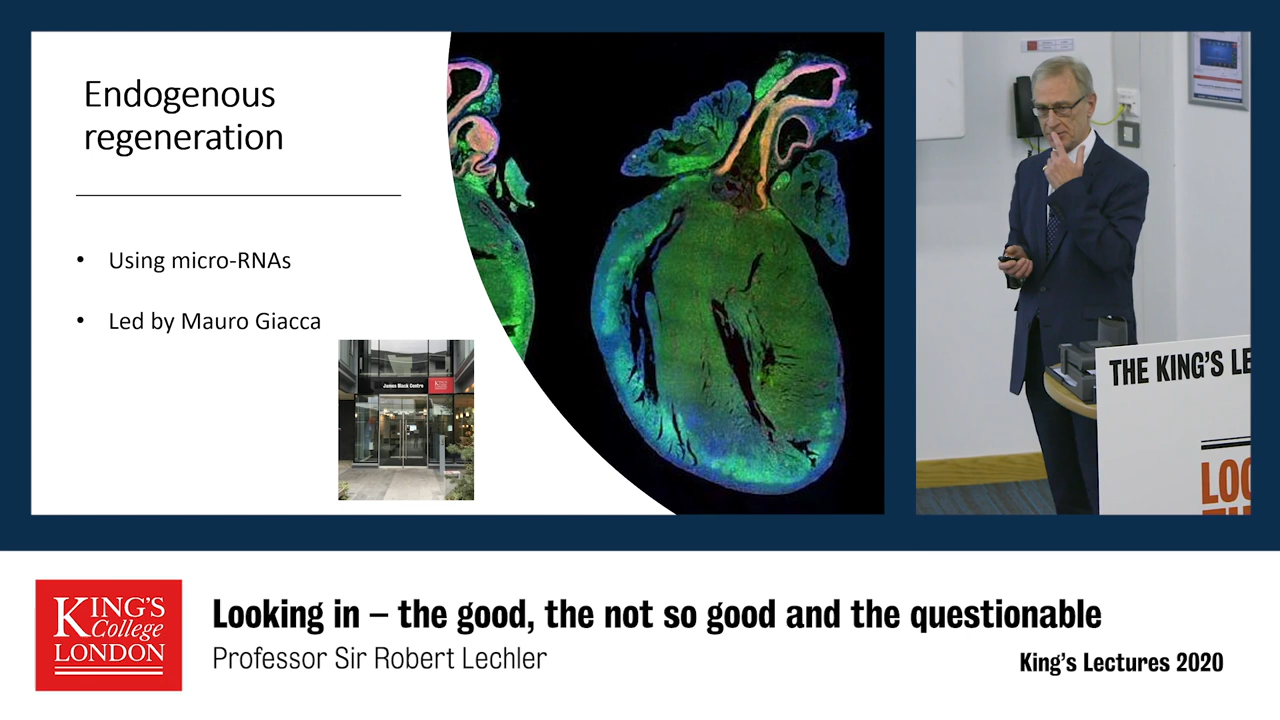 Endogenous
regeneration
• Using micro-RNAs
• Led by Mauro Giacca
James Black Centre
THE KING'S LE
LOO
KING'S
College
LONDON
Looking in – the good, the not so good and the questionable
Professor Sir Robert Lechler
King's Lectures 2020